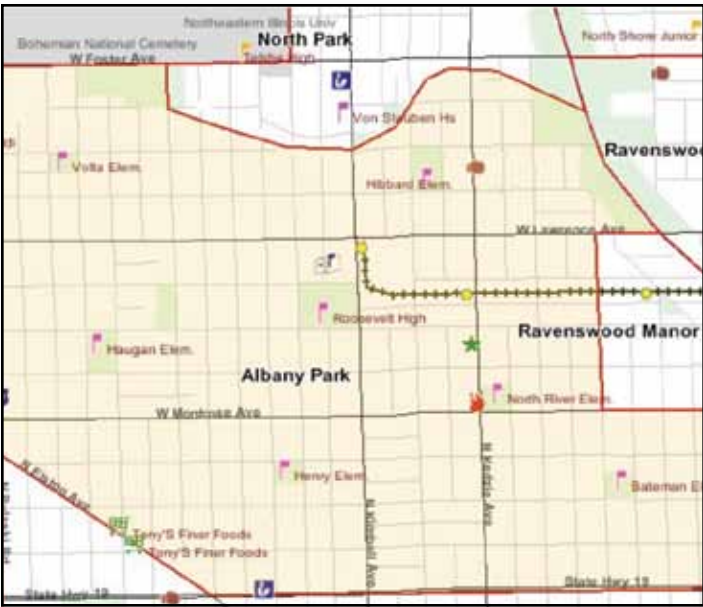 Northeastern Illinois Univ
Bohemian National Cemetery
North Park
North Shore Junior
W Foster Ave
Von Steuben Hs
Volta Elem.
Ravenswoo
Hibbard Elem.
W Lawrence Ave
Roosevelt High
Ravenswood Manor
Haugan Elem.
Albany Park
North River Elem.
W Montrose Ave
Henry Elem.
N Elston Ave
N Kimball Ave.
N Kedzie Ave.
Bateman El
Tony'S Finer Foods
Tony'S Finer Foods
State Hwy 19
State Hwy 19